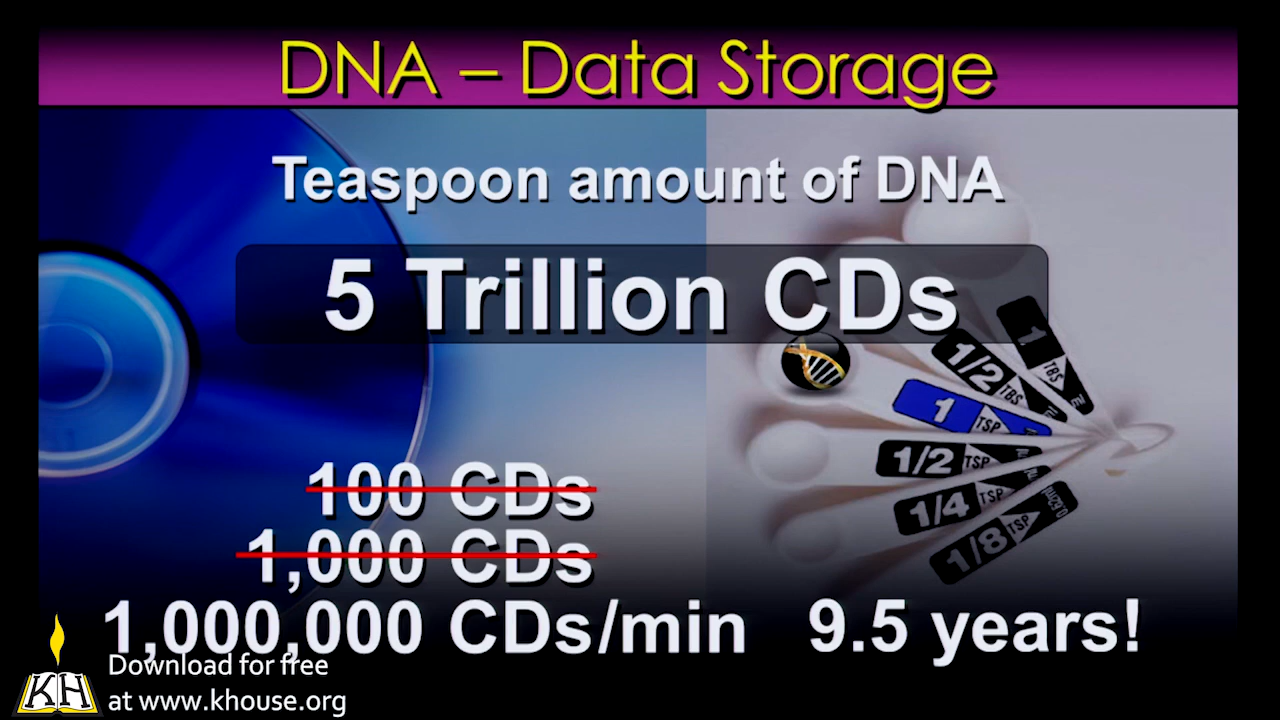 DNA – Data Storage
Teaspoon amount of DNA
5 Trillion CDs
1
TBS
1/2
TBS
1
TSP
1/2
TSP
1/4
TSP
1/8
TSP
100 CDs
1,000 CDs
1,000,000 CDs/min 9.5 years!
KH
Download for free
at www.khouse.org